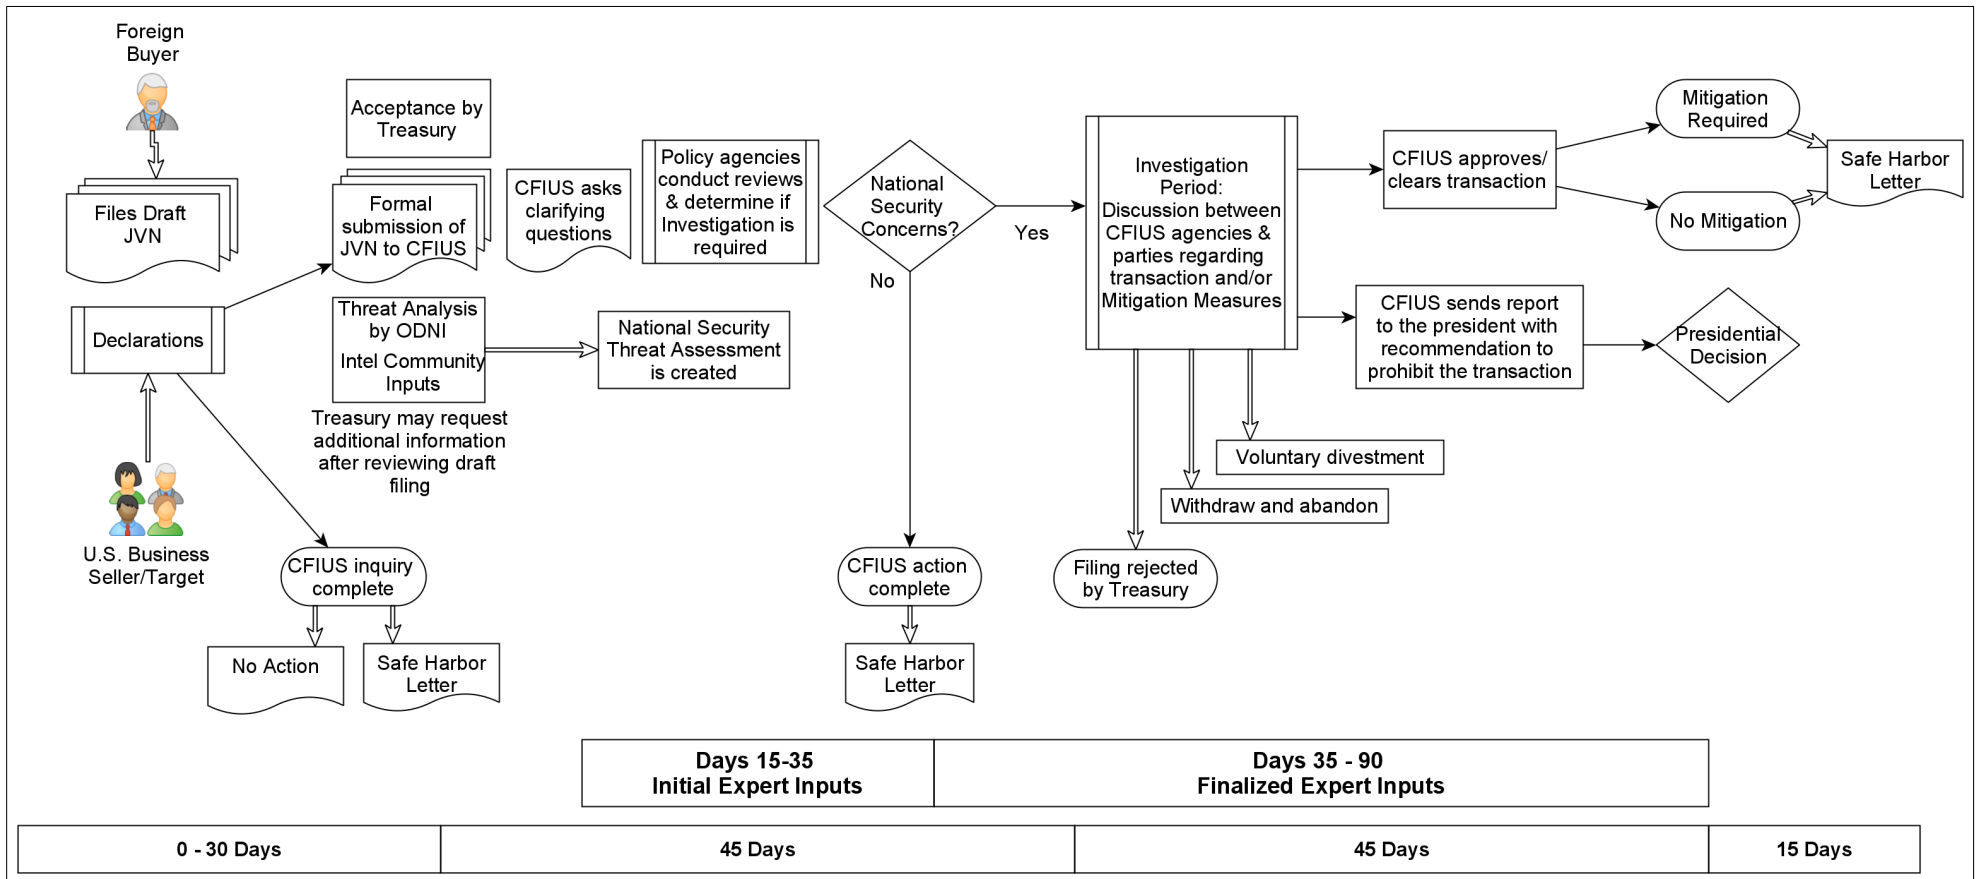 Foreign
Buyer
Files Draft
JVN
Declarations
U.S. Business
Seller/Target
Acceptance by
Treasury
Formal
submission of
JVN to CFIUS
Threat Analysis
by ODNI
Intel Community
Inputs
Treasury may request
additional information
after reviewing draft
filing
CFIUS inquiry
complete
No Action
Safe Harbor
Letter
CFIUS asks
clarifying
questions
National Security
Threat Assessment
is created
Policy agencies
conduct reviews
& determine if
Investigation is
required
National
Security
Concerns?
Yes
No
CFIUS action
complete
Safe Harbor
Letter
Investigation
Period:
Discussion between
CFIUS agencies &
parties regarding
transaction and/or
Mitigation Measures
Voluntary divestment
Withdraw and abandon
Filing rejected
by Treasury
CFIUS approves/
clears transaction
Mitigation
Required
No Mitigation
Safe Harbor
Letter
CFIUS sends report
to the president with
recommendation to
prohibit the transaction
Presidential
Decision
Days 15-35
Initial Expert Inputs
Days 35 - 90
Finalized Expert Inputs
0 - 30 Days
45 Days
45 Days
15 Days